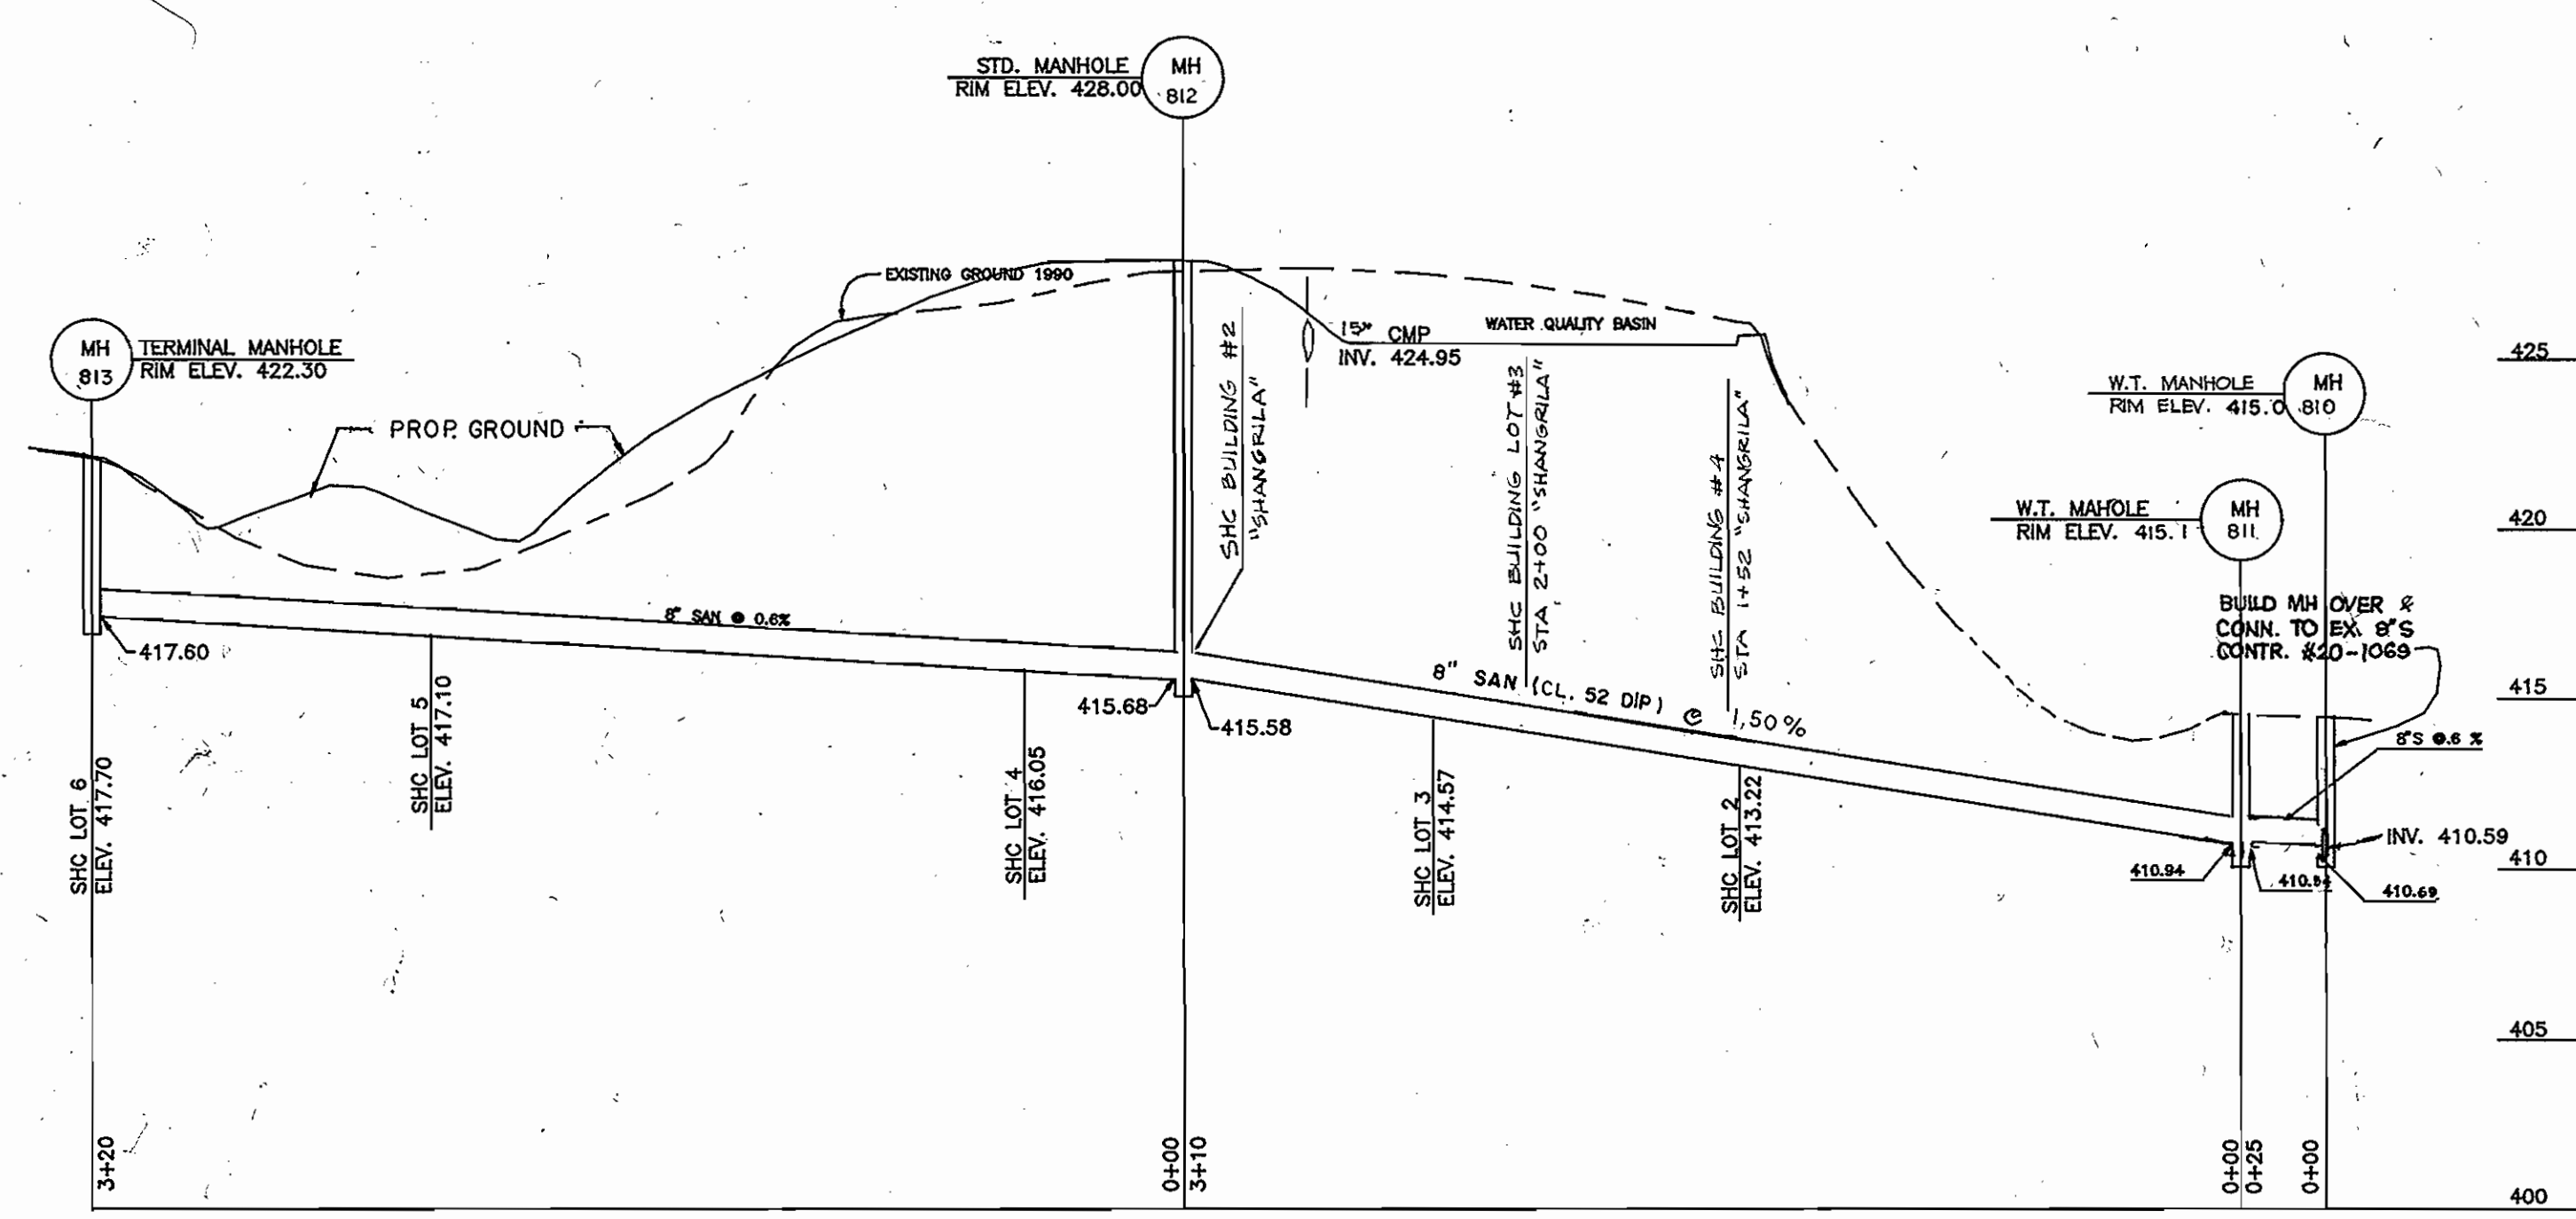 STD. MANHOLE
RIM ELEV. 428.00
MH
812
EXISTING GROUND 1990
MH
813
TERMINAL MANHOLE
RIM ELEV. 422.30
PROP. GROUND
SHC BUILDING #2
"SHANGRILA"
15" CMP
INV. 424.95
WATER QUALITY BASIN
SHC BUILDING LOT #3
STA 2+00 "SHANGRILA"
SHC BUILDING #4
STA 1+52 "SHANGRILA"
425
W.T. MANHOLE
RIM ELEV. 415.0
MH
810
W.T. MAHOLE
RIM ELEV. 415.1
MH
811
420
BUILD MH OVER &
CONN. TO EX. 8"S
CONTR. #20-1069
8" SAN @ 0.6%
417.60
415.68
415.58
8" SAN (CL. 52 DIP) @ 1,50%
415
8"S @.6 %
SHC LOT 6
ELEV. 417.70
SHC LOT 5
ELEV. 417.10
SHC LOT 4
ELEV. 416.05
SHC LOT 3
ELEV. 414.57
SHC LOT 2
ELEV. 413.22
INV. 410.59
410
410.94
410.69
405
3+20
0+00
3+10
0+00
0+25
0+00
400